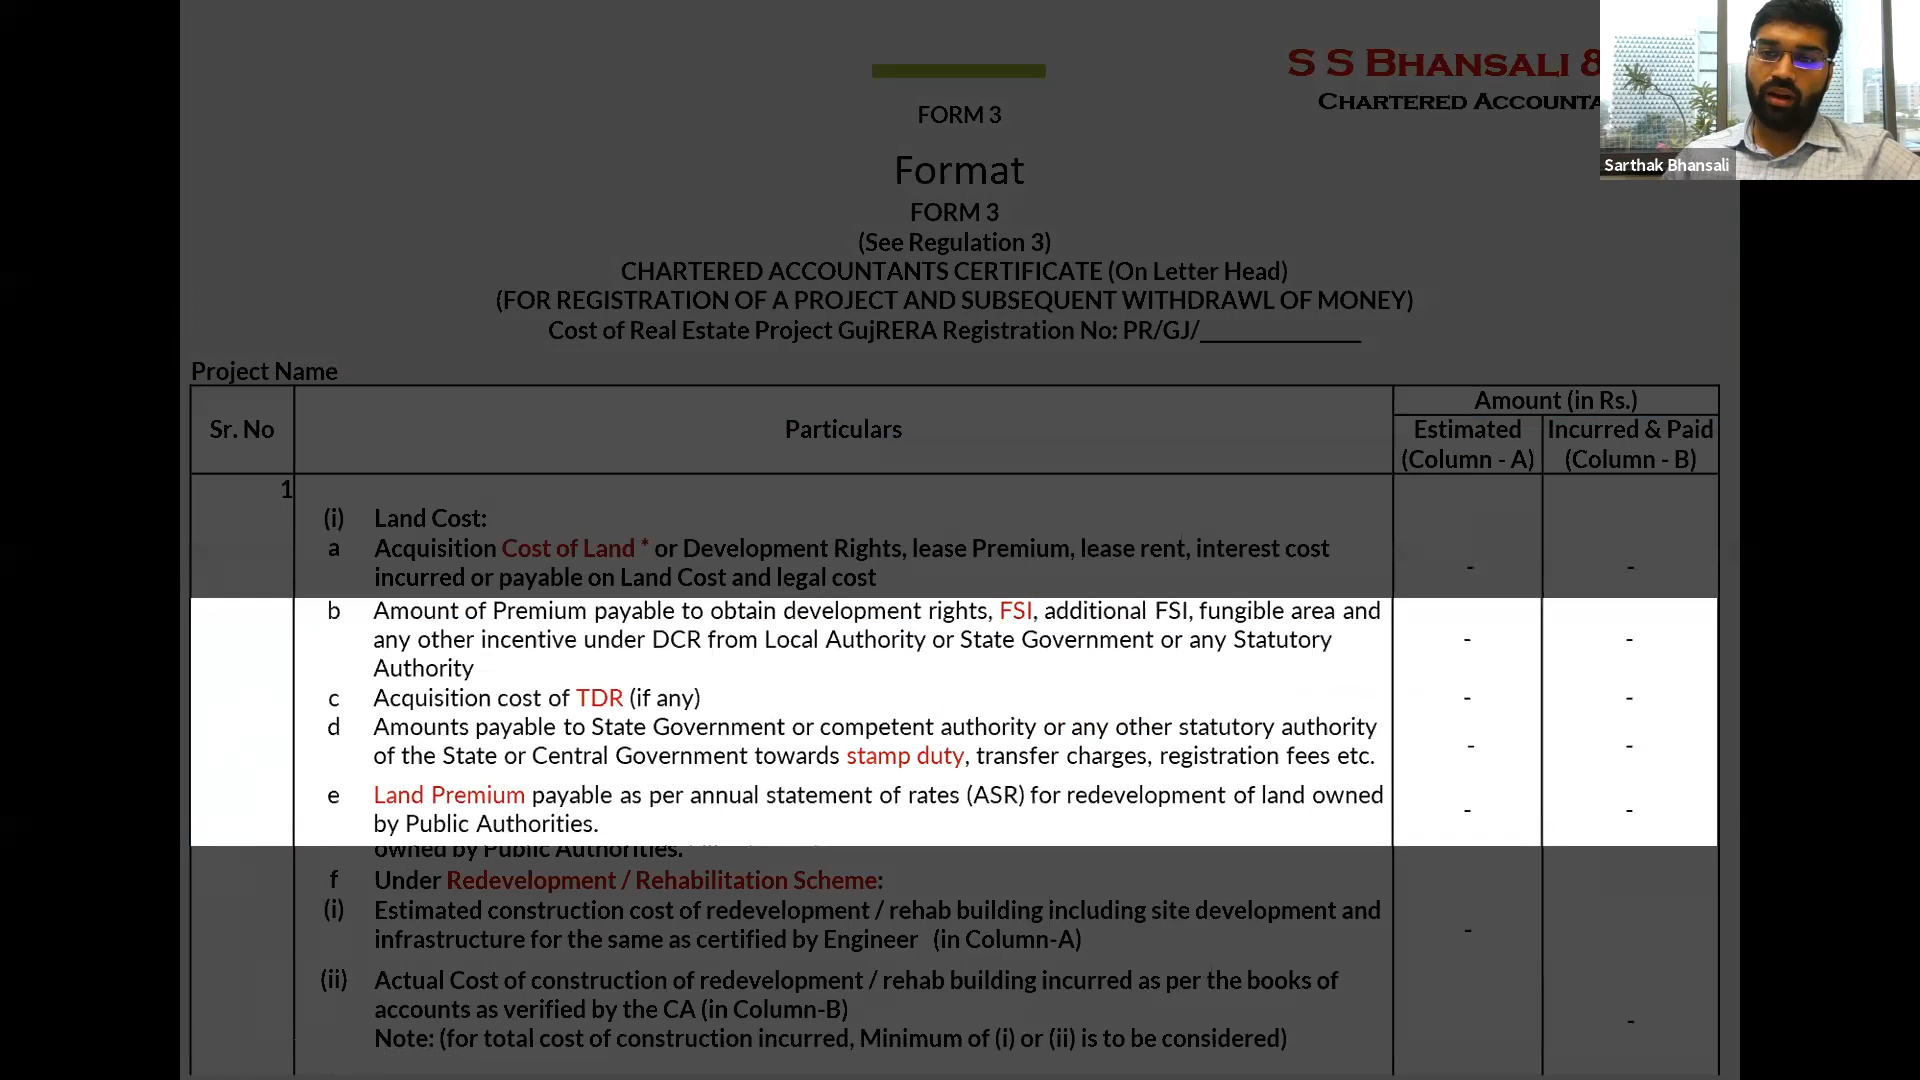 S S BHANSALI &
CHARTERED ACCOUNTA
Sarthak Bhansali
FORM 3
Format
FORM 3
(See Regulation 3)
CHARTERED ACCOUNTANTS CERTIFICATE (On Letter Head)
(FOR REGISTRATION OF A PROJECT AND SUBSEQUENT WITHDRAWL OF MONEY)
Cost of Real Estate Project GujRERA Registration No: PR/GJ/_____________
Project Name
Sr. No Particulars Amount (in Rs.)
Estimated (Column - A) Incurred & Paid (Column - B)
1
(i) Land Cost:
a Acquisition Cost of Land * or Development Rights, lease Premium, lease rent, interest cost
incurred or payable on Land Cost and legal cost - -
b Amount of Premium payable to obtain development rights, FSI, additional FSI, fungible area and
any other incentive under DCR from Local Authority or State Government or any Statutory - -
Authority
c Acquisition cost of TDR (if any) - -
d Amounts payable to State Government or competent authority or any other statutory authority
of the State or Central Government towards stamp duty, transfer charges, registration fees etc. - -
e Land Premium payable as per annual statement of rates (ASR) for redevelopment of land owned
by Public Authorities. - -
owned by Public Authorities.
f Under Redevelopment / Rehabilitation Scheme:
(i) Estimated construction cost of redevelopment / rehab building including site development and
infrastructure for the same as certified by Engineer (in Column-A) -
(ii) Actual Cost of construction of redevelopment / rehab building incurred as per the books of
accounts as verified by the CA (in Column-B) -
Note: (for total cost of construction incurred, Minimum of (i) or (ii) is to be considered)